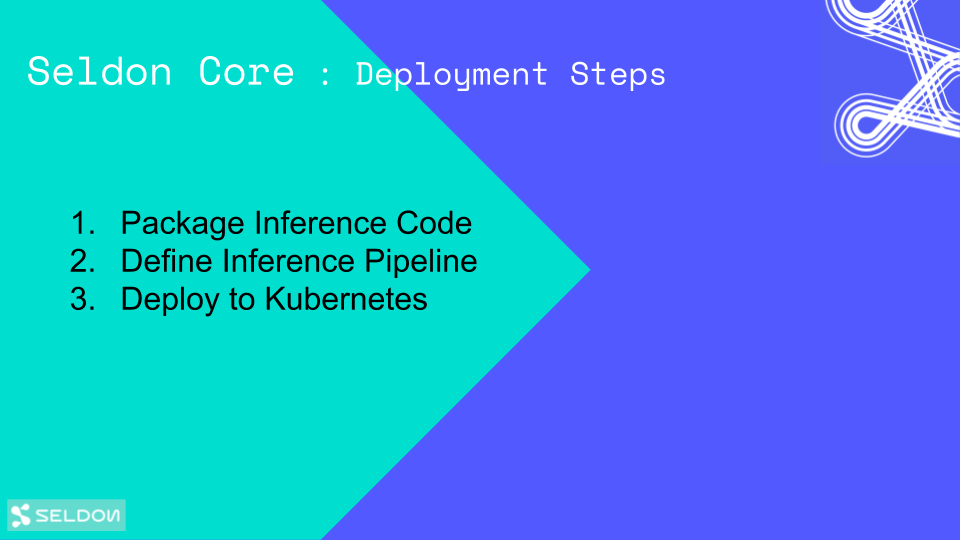 Seldon Core : Deployment Steps
1. Package Inference Code
2. Define Inference Pipeline
3. Deploy to Kubernetes
SELDON